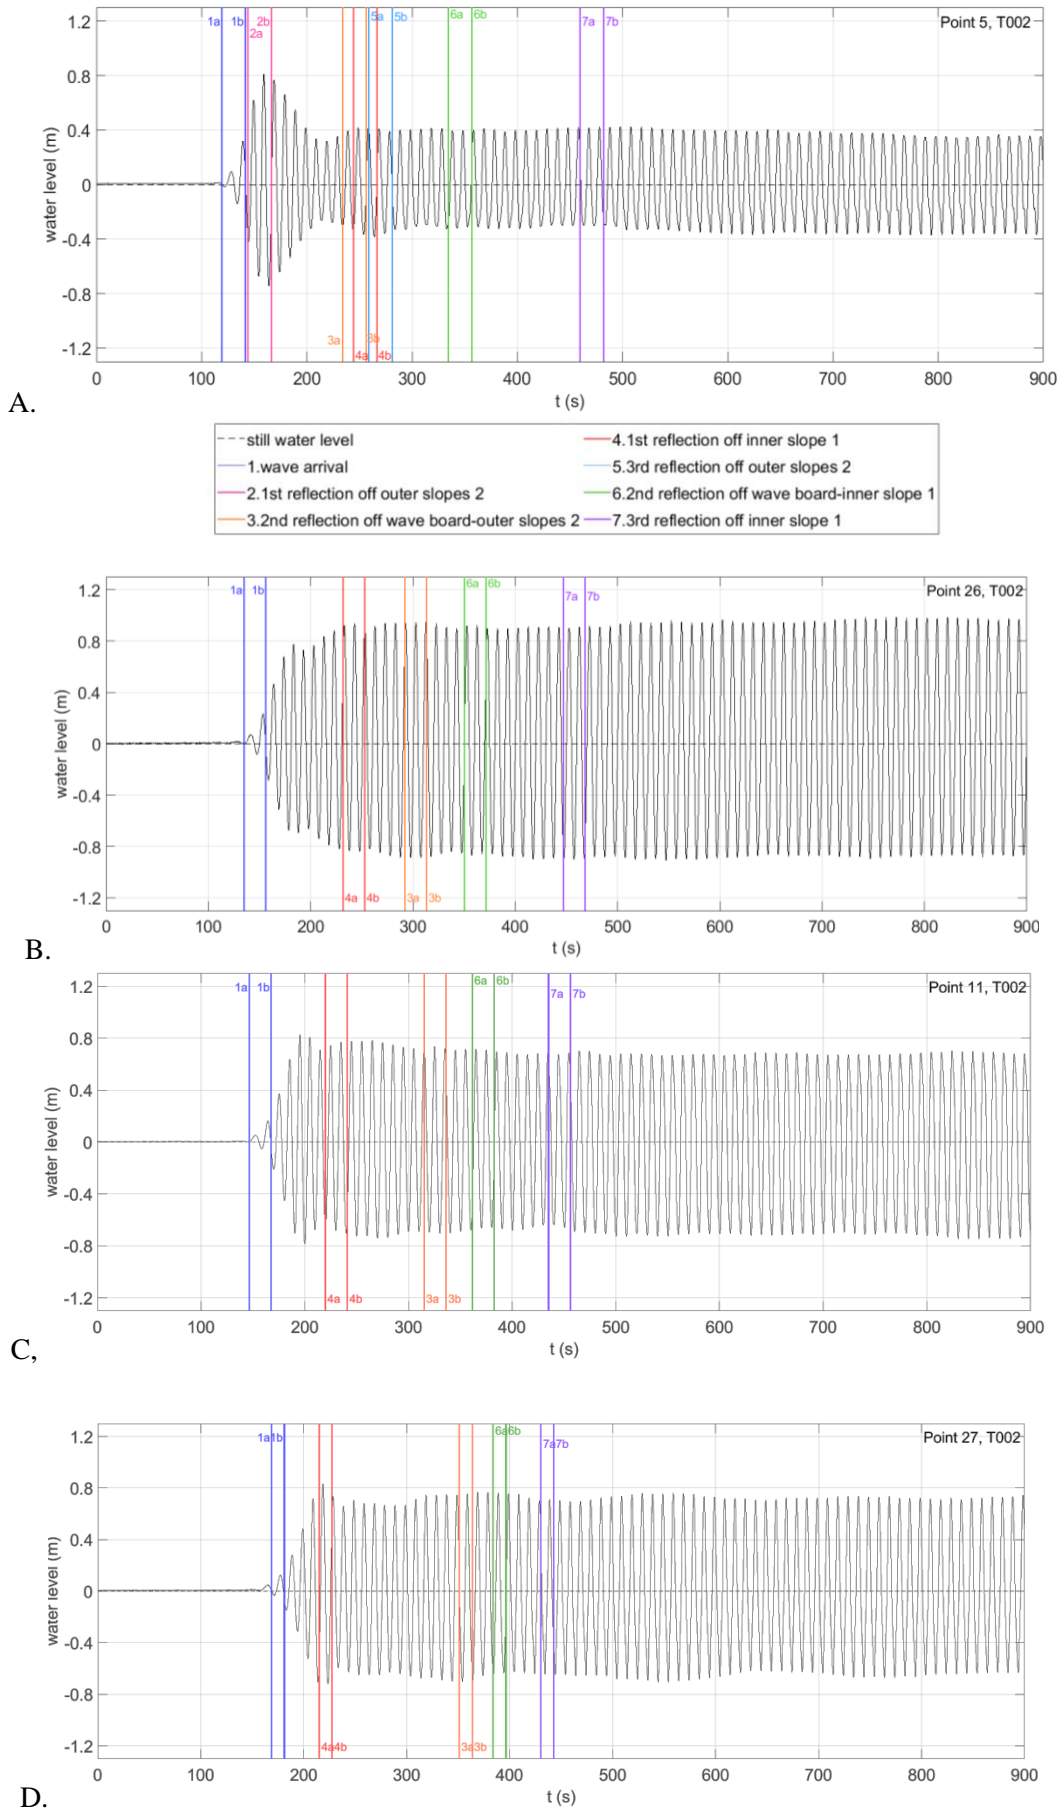 1a 1b 2b 5a 5b 6a 6b 7a 7b Point 5, T002
2a
1.2
0.8
0.4
0
-0.4
-0.8
-1.2
water level (m)
3a 3b
4a 4b
0 100 200 300 400 500 600 700 800 900
t (s)
A.
still water level
1.wave arrival
2.1st reflection off outer slopes 2
3.2nd reflection off wave board-outer slopes 2
4.1st reflection off inner slope 1
5.3rd reflection off outer slopes 2
6.2nd reflection off wave board-inner slope 1
7.3rd reflection off inner slope 1
1a 1b 6a 6b 7a 7b Point 26, T002
1.2
0.8
0.4
0
-0.4
-0.8
-1.2
water level (m)
4a 4b 3a 3b
0 100 200 300 400 500 600 700 800 900
t (s)
B.
1a 1b 6a 6b 7a 7b Point 11, T002
1.2
0.8
0.4
0
-0.4
-0.8
-1.2
water level (m)
4a 4b 3a 3b
0 100 200 300 400 500 600 700 800 900
t (s)
C,
1a1b 6a6b 7a7b Point 27, T002
1.2
0.8
0.4
0
-0.4
-0.8
-1.2
water level (m)
4a4b 3a3b
0 100 200 300 400 500 600 700 800 900
t (s)
D.